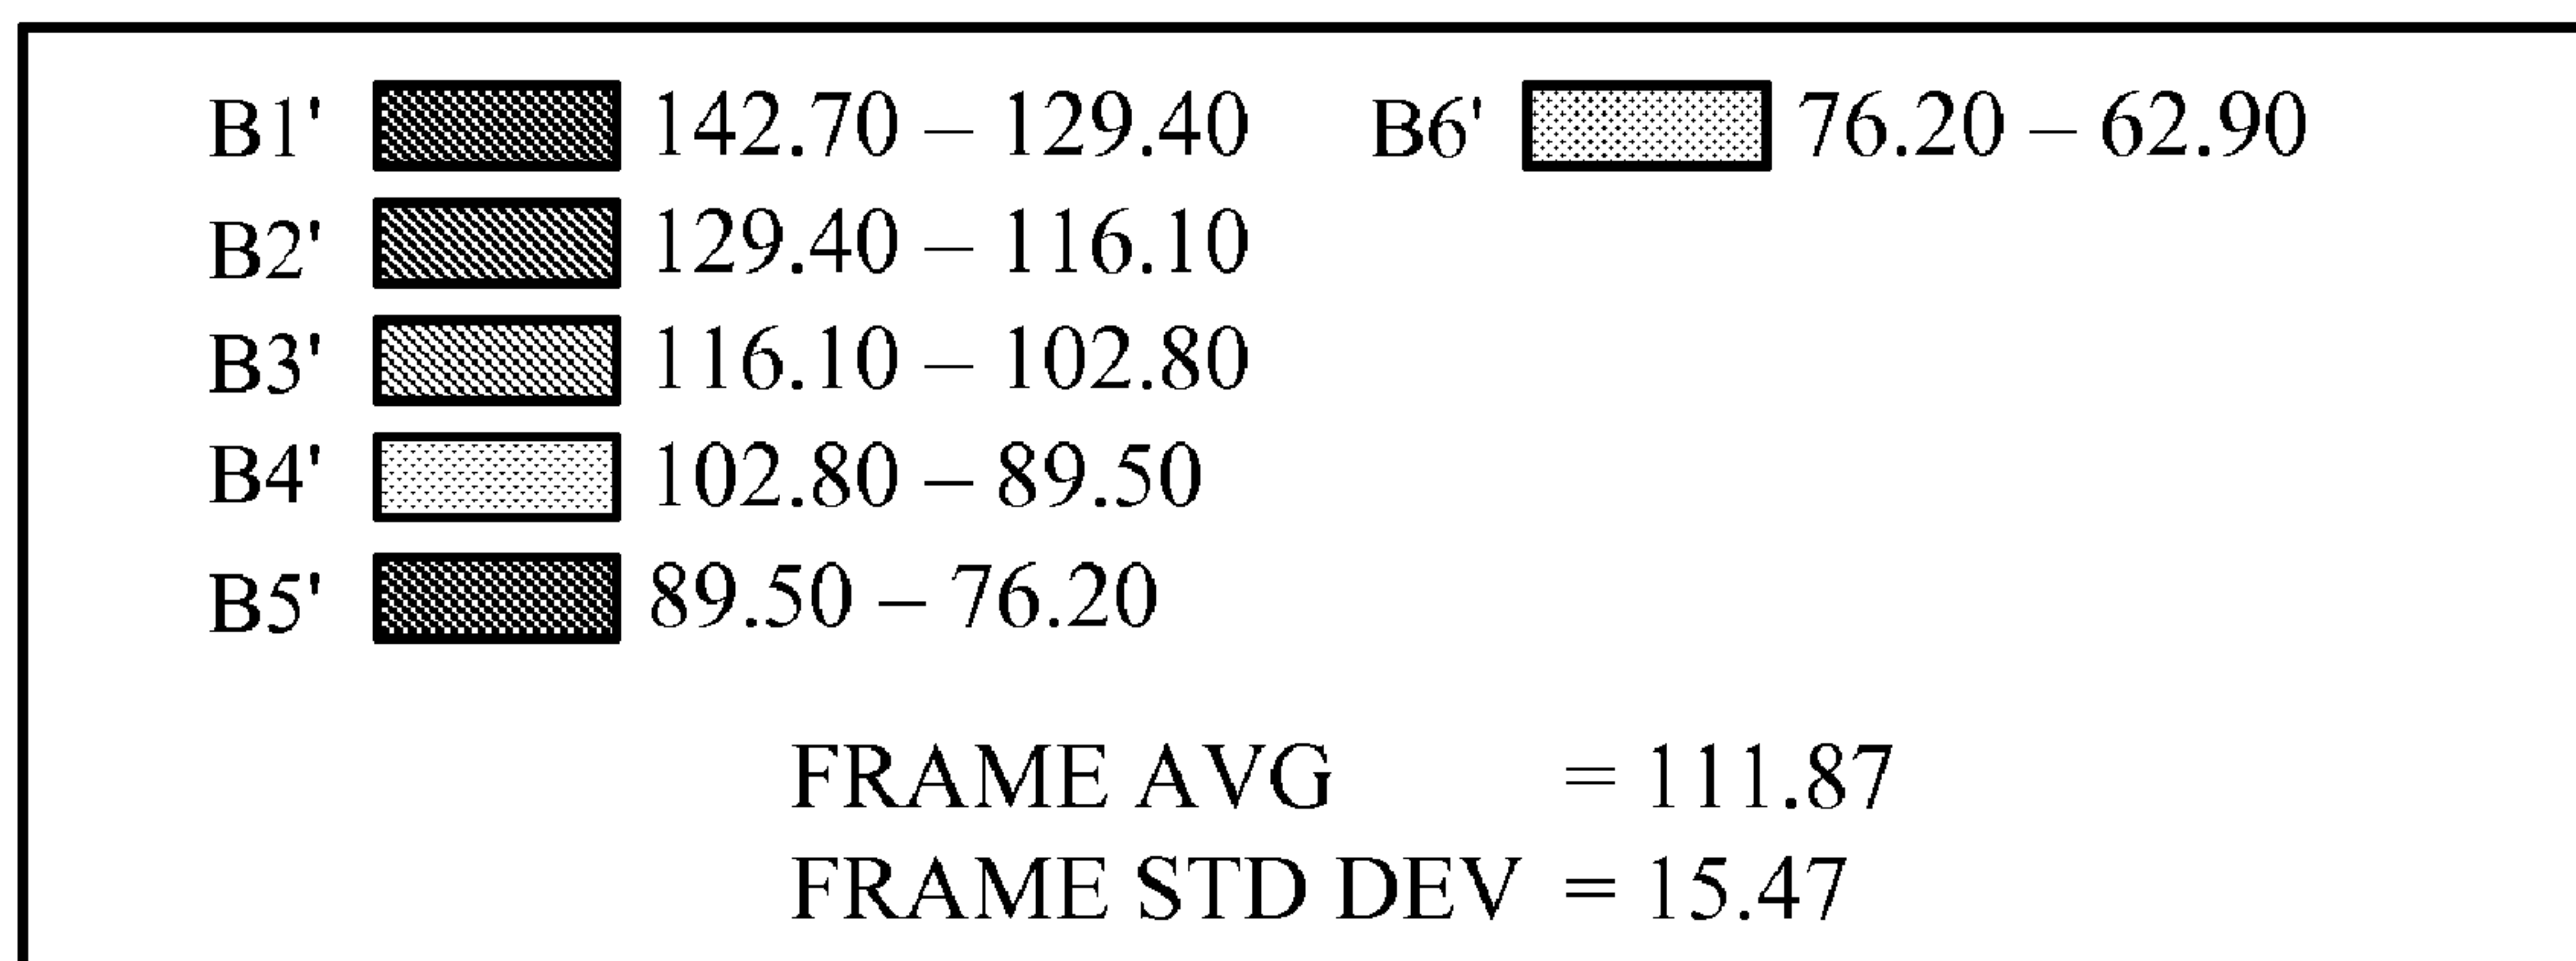 B1' 142.70 – 129.40
B2' 129.40 – 116.10
B3' 116.10 – 102.80
B4' 102.80 – 89.50
B5' 89.50 – 76.20
B6' 76.20 – 62.90
FRAME AVG = 111.87
FRAME STD DEV = 15.47